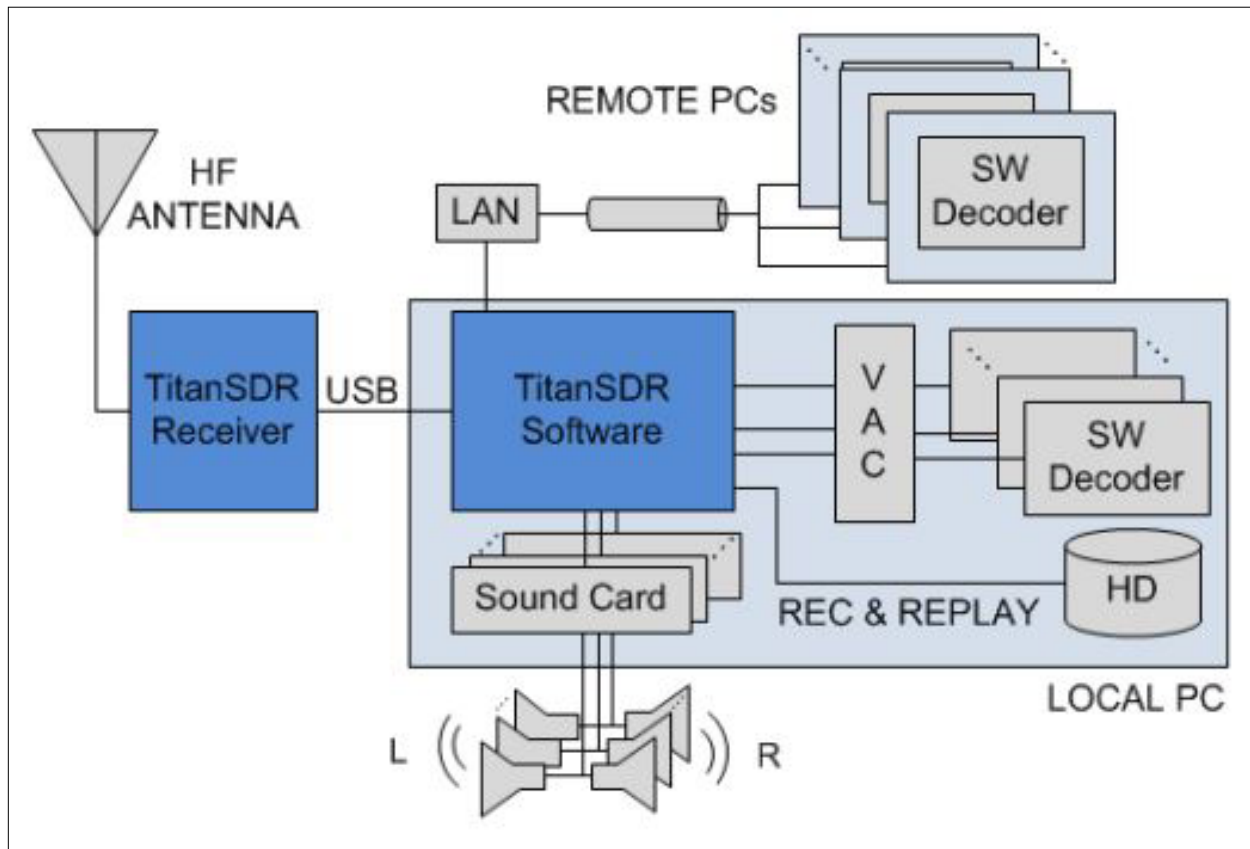 REMOTE PCs
HF
ANTENNA
LAN
SW
Decoder
TitanSDR
Receiver
USB
TitanSDR
Software
V
A
C
SW
Decoder
Sound Card
REC & REPLAY
HD
LOCAL PC
L
R